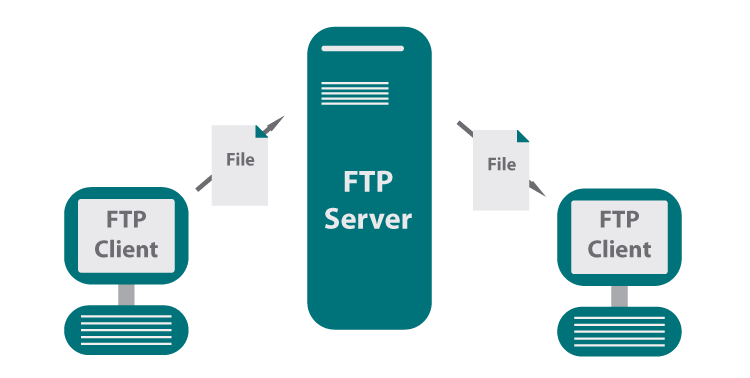 File
File
FTP
Server
FTP
Client
FTP
Client